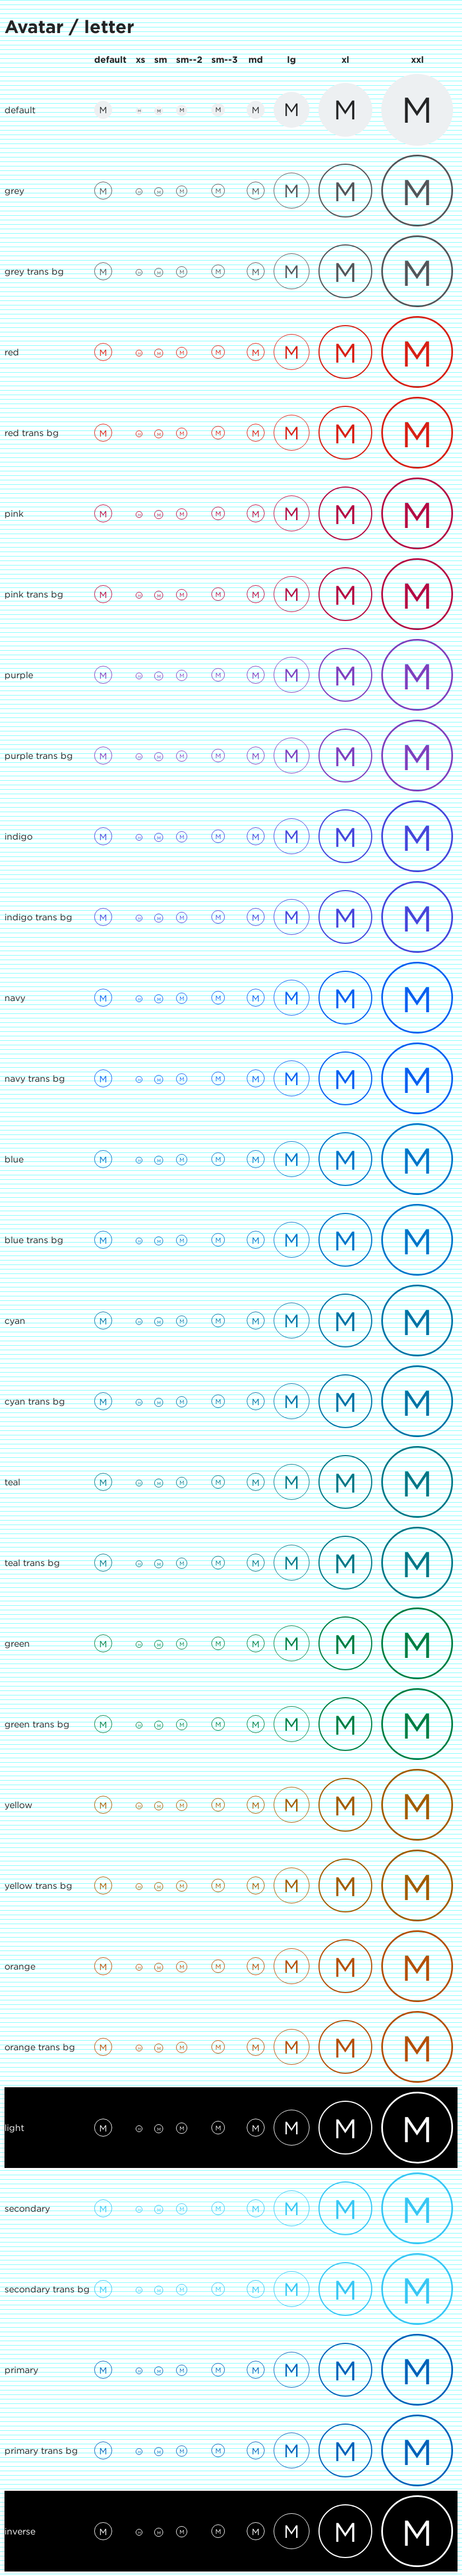 Avatar / letter
default xs sm sm--2 sm--3 md lg xl xxl
default M M M M M M M M M
grey M M M M M M M M M
grey trans bg M M M M M M M M M
red M M M M M M M M M
red trans bg M M M M M M M M M
pink M M M M M M M M M
pink trans bg M M M M M M M M M
purple M M M M M M M M M
purple trans bg M M M M M M M M M
indigo M M M M M M M M M
indigo trans bg M M M M M M M M M
navy M M M M M M M M M
navy trans bg M M M M M M M M M
blue M M M M M M M M M
blue trans bg M M M M M M M M M
cyan M M M M M M M M M
cyan trans bg M M M M M M M M M
teal M M M M M M M M M
teal trans bg M M M M M M M M M
green M M M M M M M M M
green trans bg M M M M M M M M M
yellow M M M M M M M M M
yellow trans bg M M M M M M M M M
orange M M M M M M M M M
orange trans bg M M M M M M M M M
light M M M M M M M M M
secondary M M M M M M M M M
secondary trans bg M M M M M M M M M
primary M M M M M M M M M
primary trans bg M M M M M M M M M
inverse M M M M M M M M M